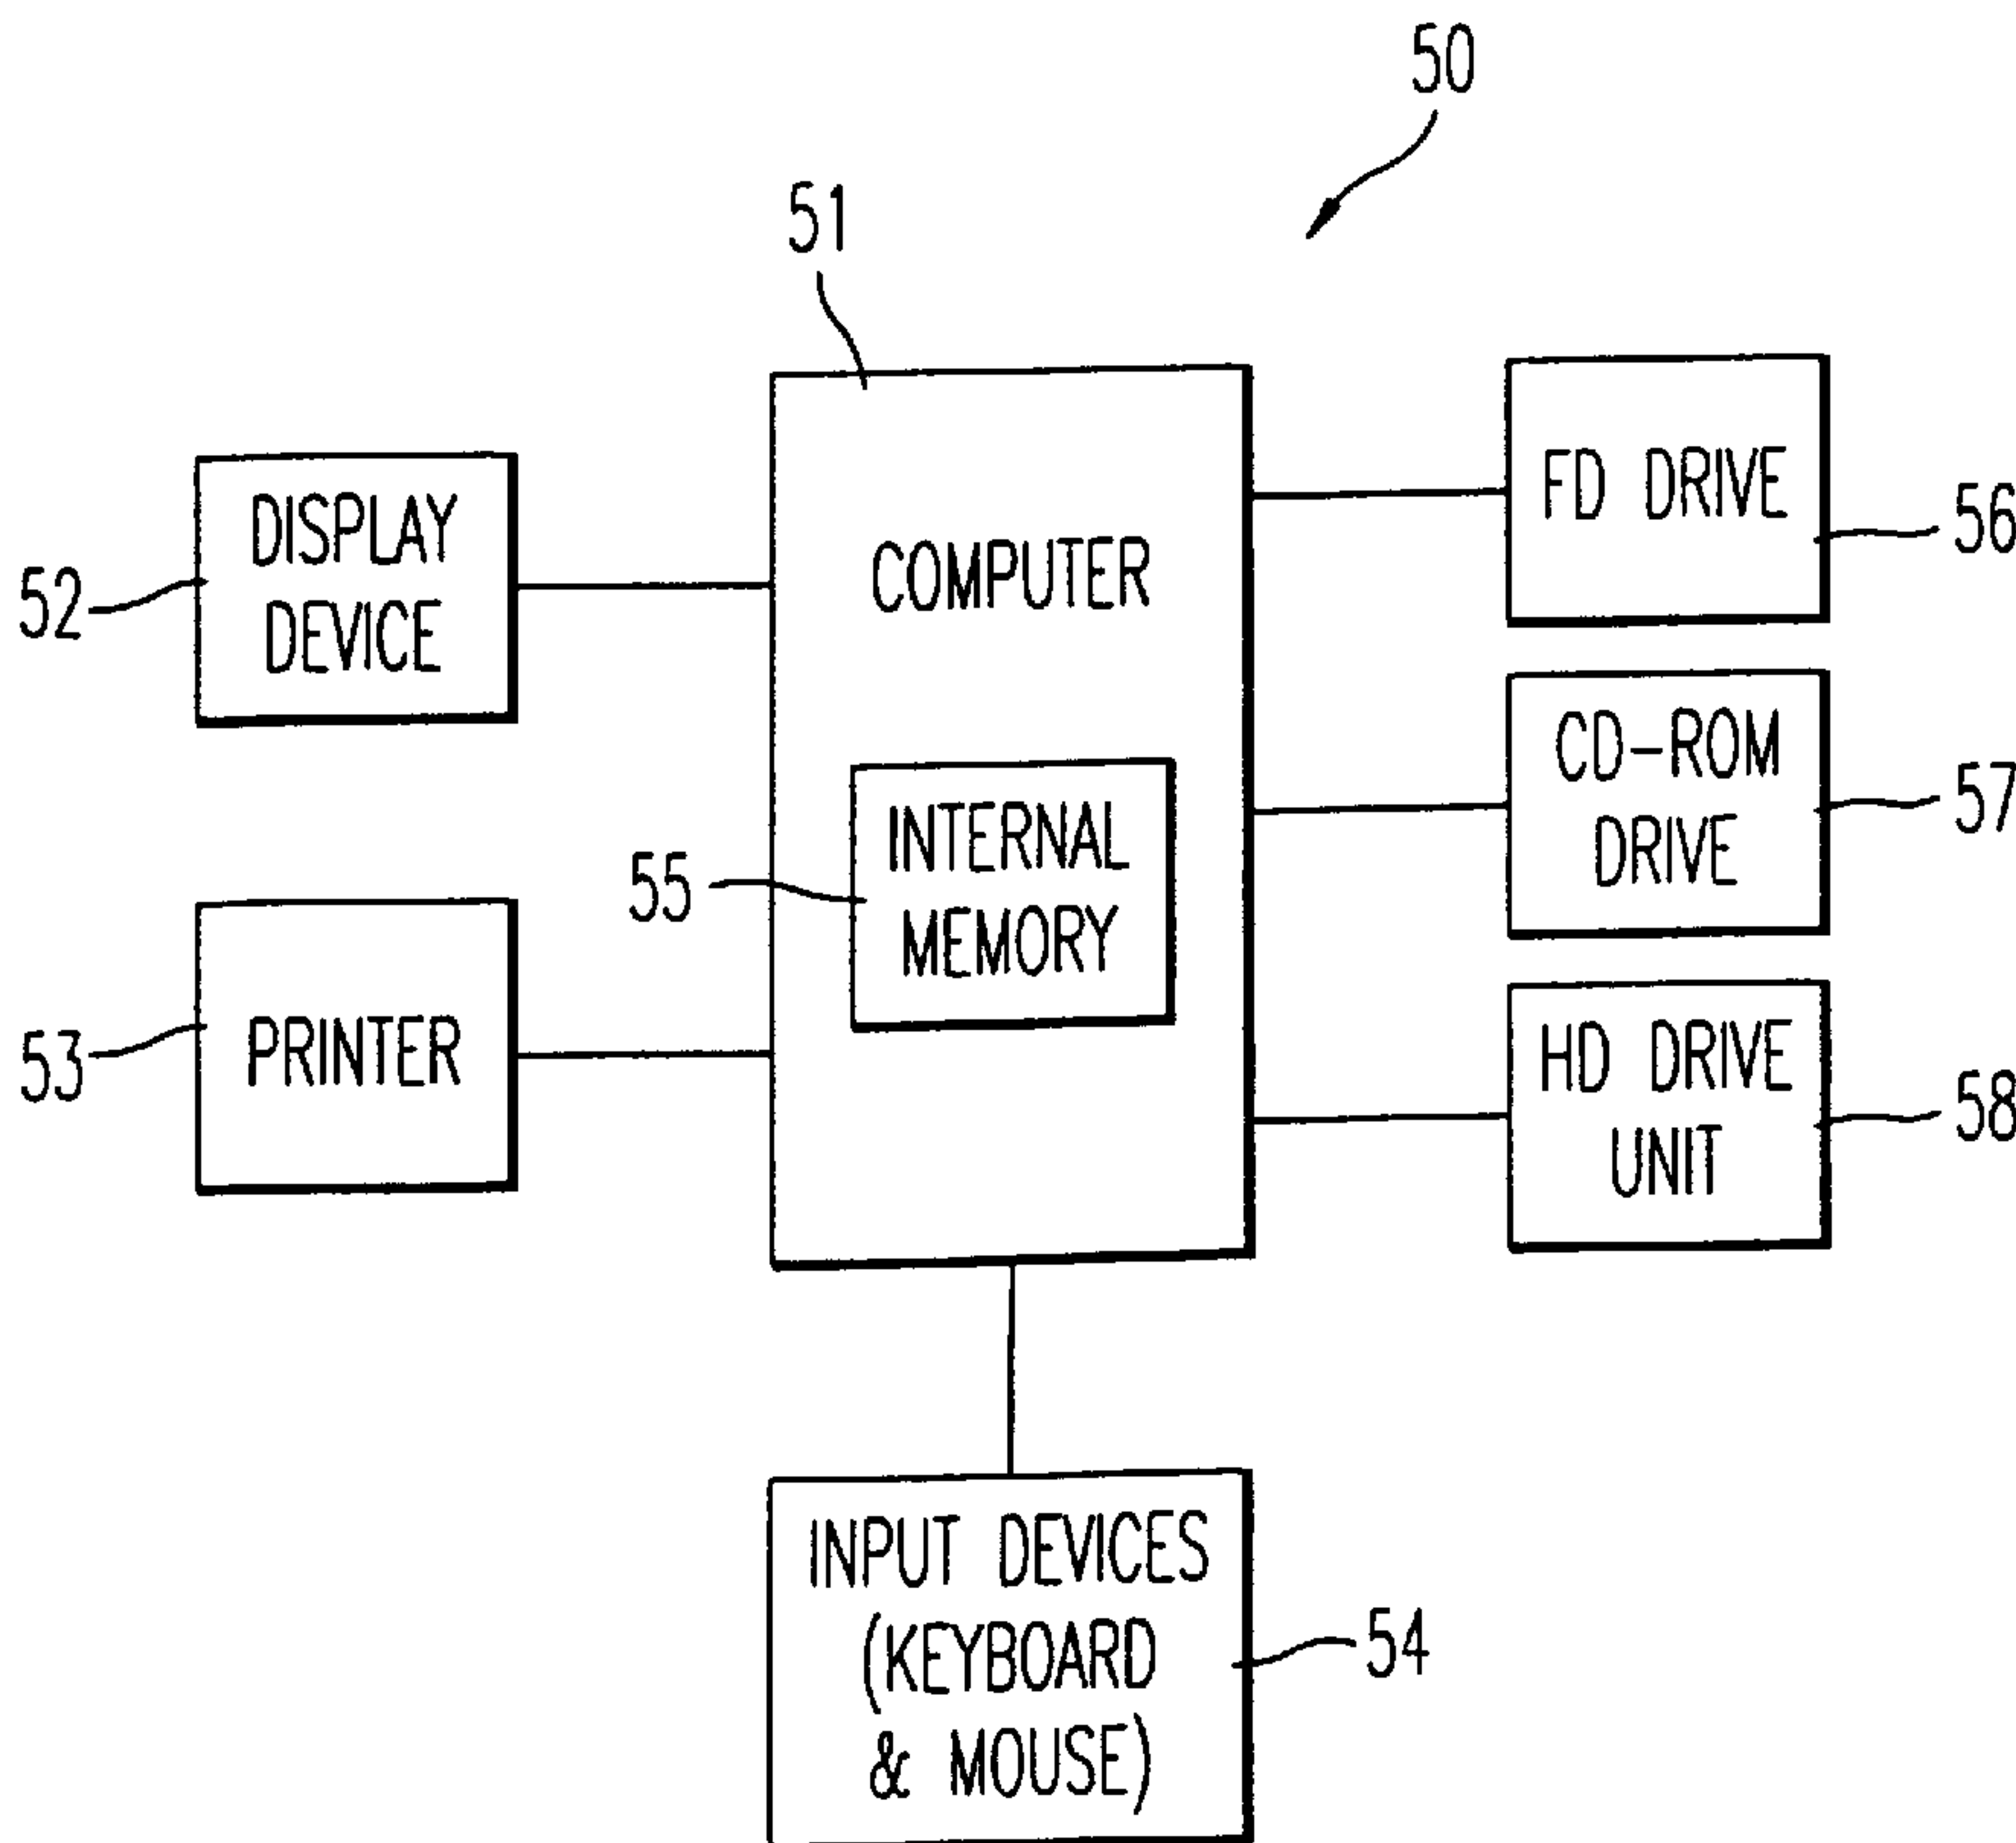 50
51
DISPLAY
DEVICE
52
PRINTER
53
COMPUTER
INTERNAL
MEMORY
55
FD DRIVE
56
CD-ROM
DRIVE
57
HD DRIVE
UNIT
58
INPUT DEVICES
(KEYBOARD
& MOUSE)
54